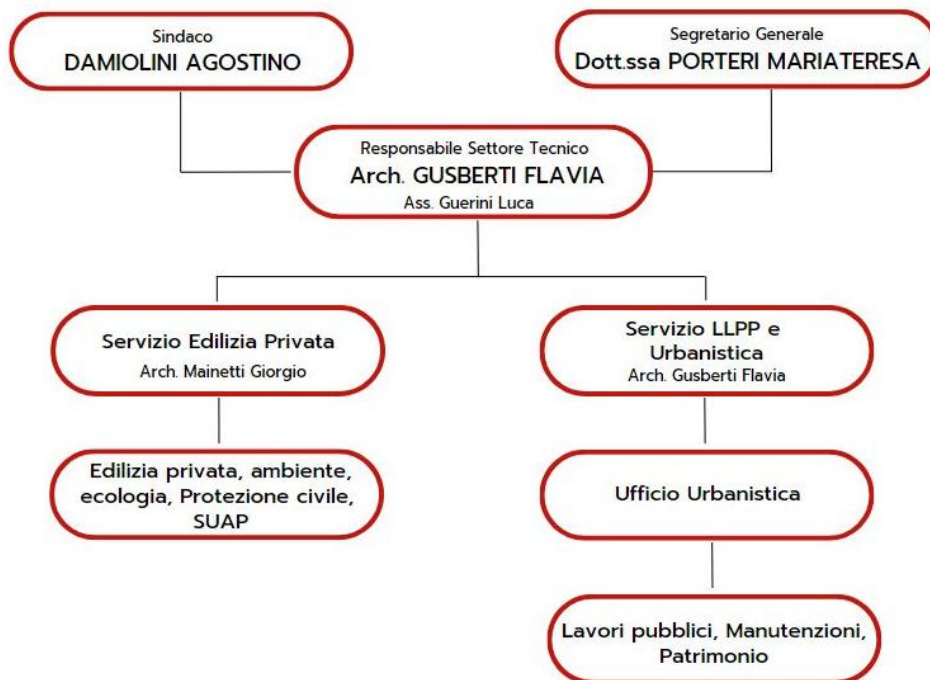 Sindaco
DAMIOLINI AGOSTINO
Segretario Generale
Dott.ssa PORTERI MARIATERESA
Responsabile Settore Tecnico
Arch. GUSBERTI FLAVIA
Ass. Guerini Luca
Servizio Edilizia Privata
Arch. Mainetti Giorgio
Servizio LLPP e
Urbanistica
Arch. Gusberti Flavia
Edilizia privata, ambiente,
ecologia, Protezione civile,
SUAP
Ufficio Urbanistica
Lavori pubblici, Manutenzioni,
Patrimonio